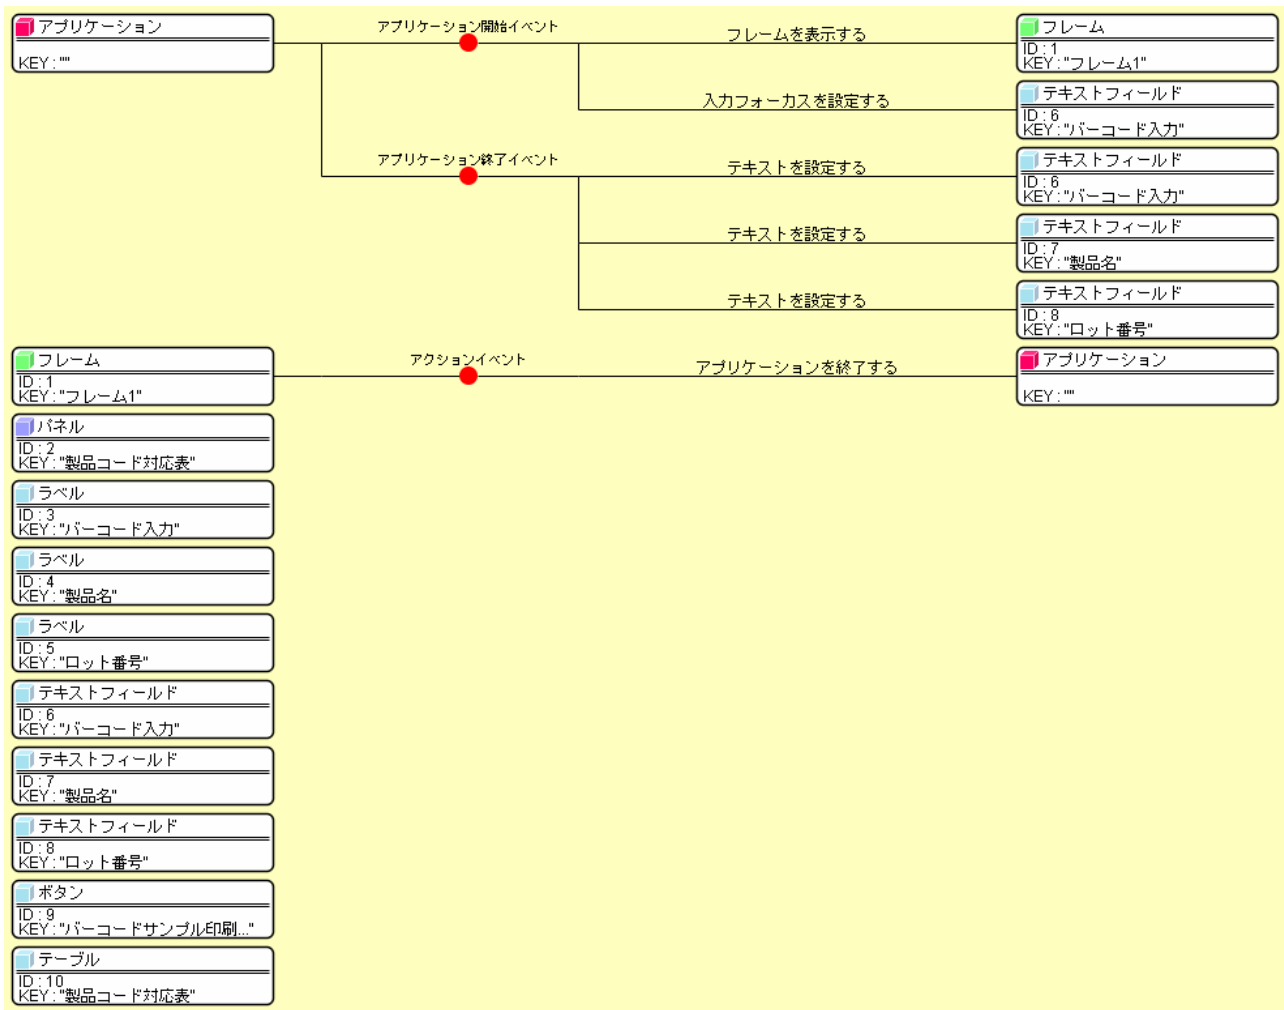 アプリケーション
KEY : ""
アプリケーション開始イベント
フレームを表示する
フレーム
ID : 1
KEY : "フレーム1"
入力フォーカスを設定する
テキストフィールド
ID : 6
KEY : "バーコード入力"
アプリケーション終了イベント
テキストを設定する
テキストフィールド
ID : 6
KEY : "バーコード入力"
テキストを設定する
テキストフィールド
ID : 7
KEY : "製品名"
テキストを設定する
テキストフィールド
ID : 8
KEY : "ロット番号"
フレーム
ID : 1
KEY : "フレーム1"
アクションイベント
アプリケーションを終了する
アプリケーション
KEY : ""
パネル
ID : 2
KEY : "製品コード対応表"
ラベル
ID : 3
KEY : "バーコード入力"
ラベル
ID : 4
KEY : "製品名"
ラベル
ID : 5
KEY : "ロット番号"
テキストフィールド
ID : 6
KEY : "バーコード入力"
テキストフィールド
ID : 7
KEY : "製品名"
テキストフィールド
ID : 8
KEY : "ロット番号"
ボタン
ID : 9
KEY : "バーコードサンプル印刷..."
テーブル
ID : 10
KEY : "製品コード対応表"